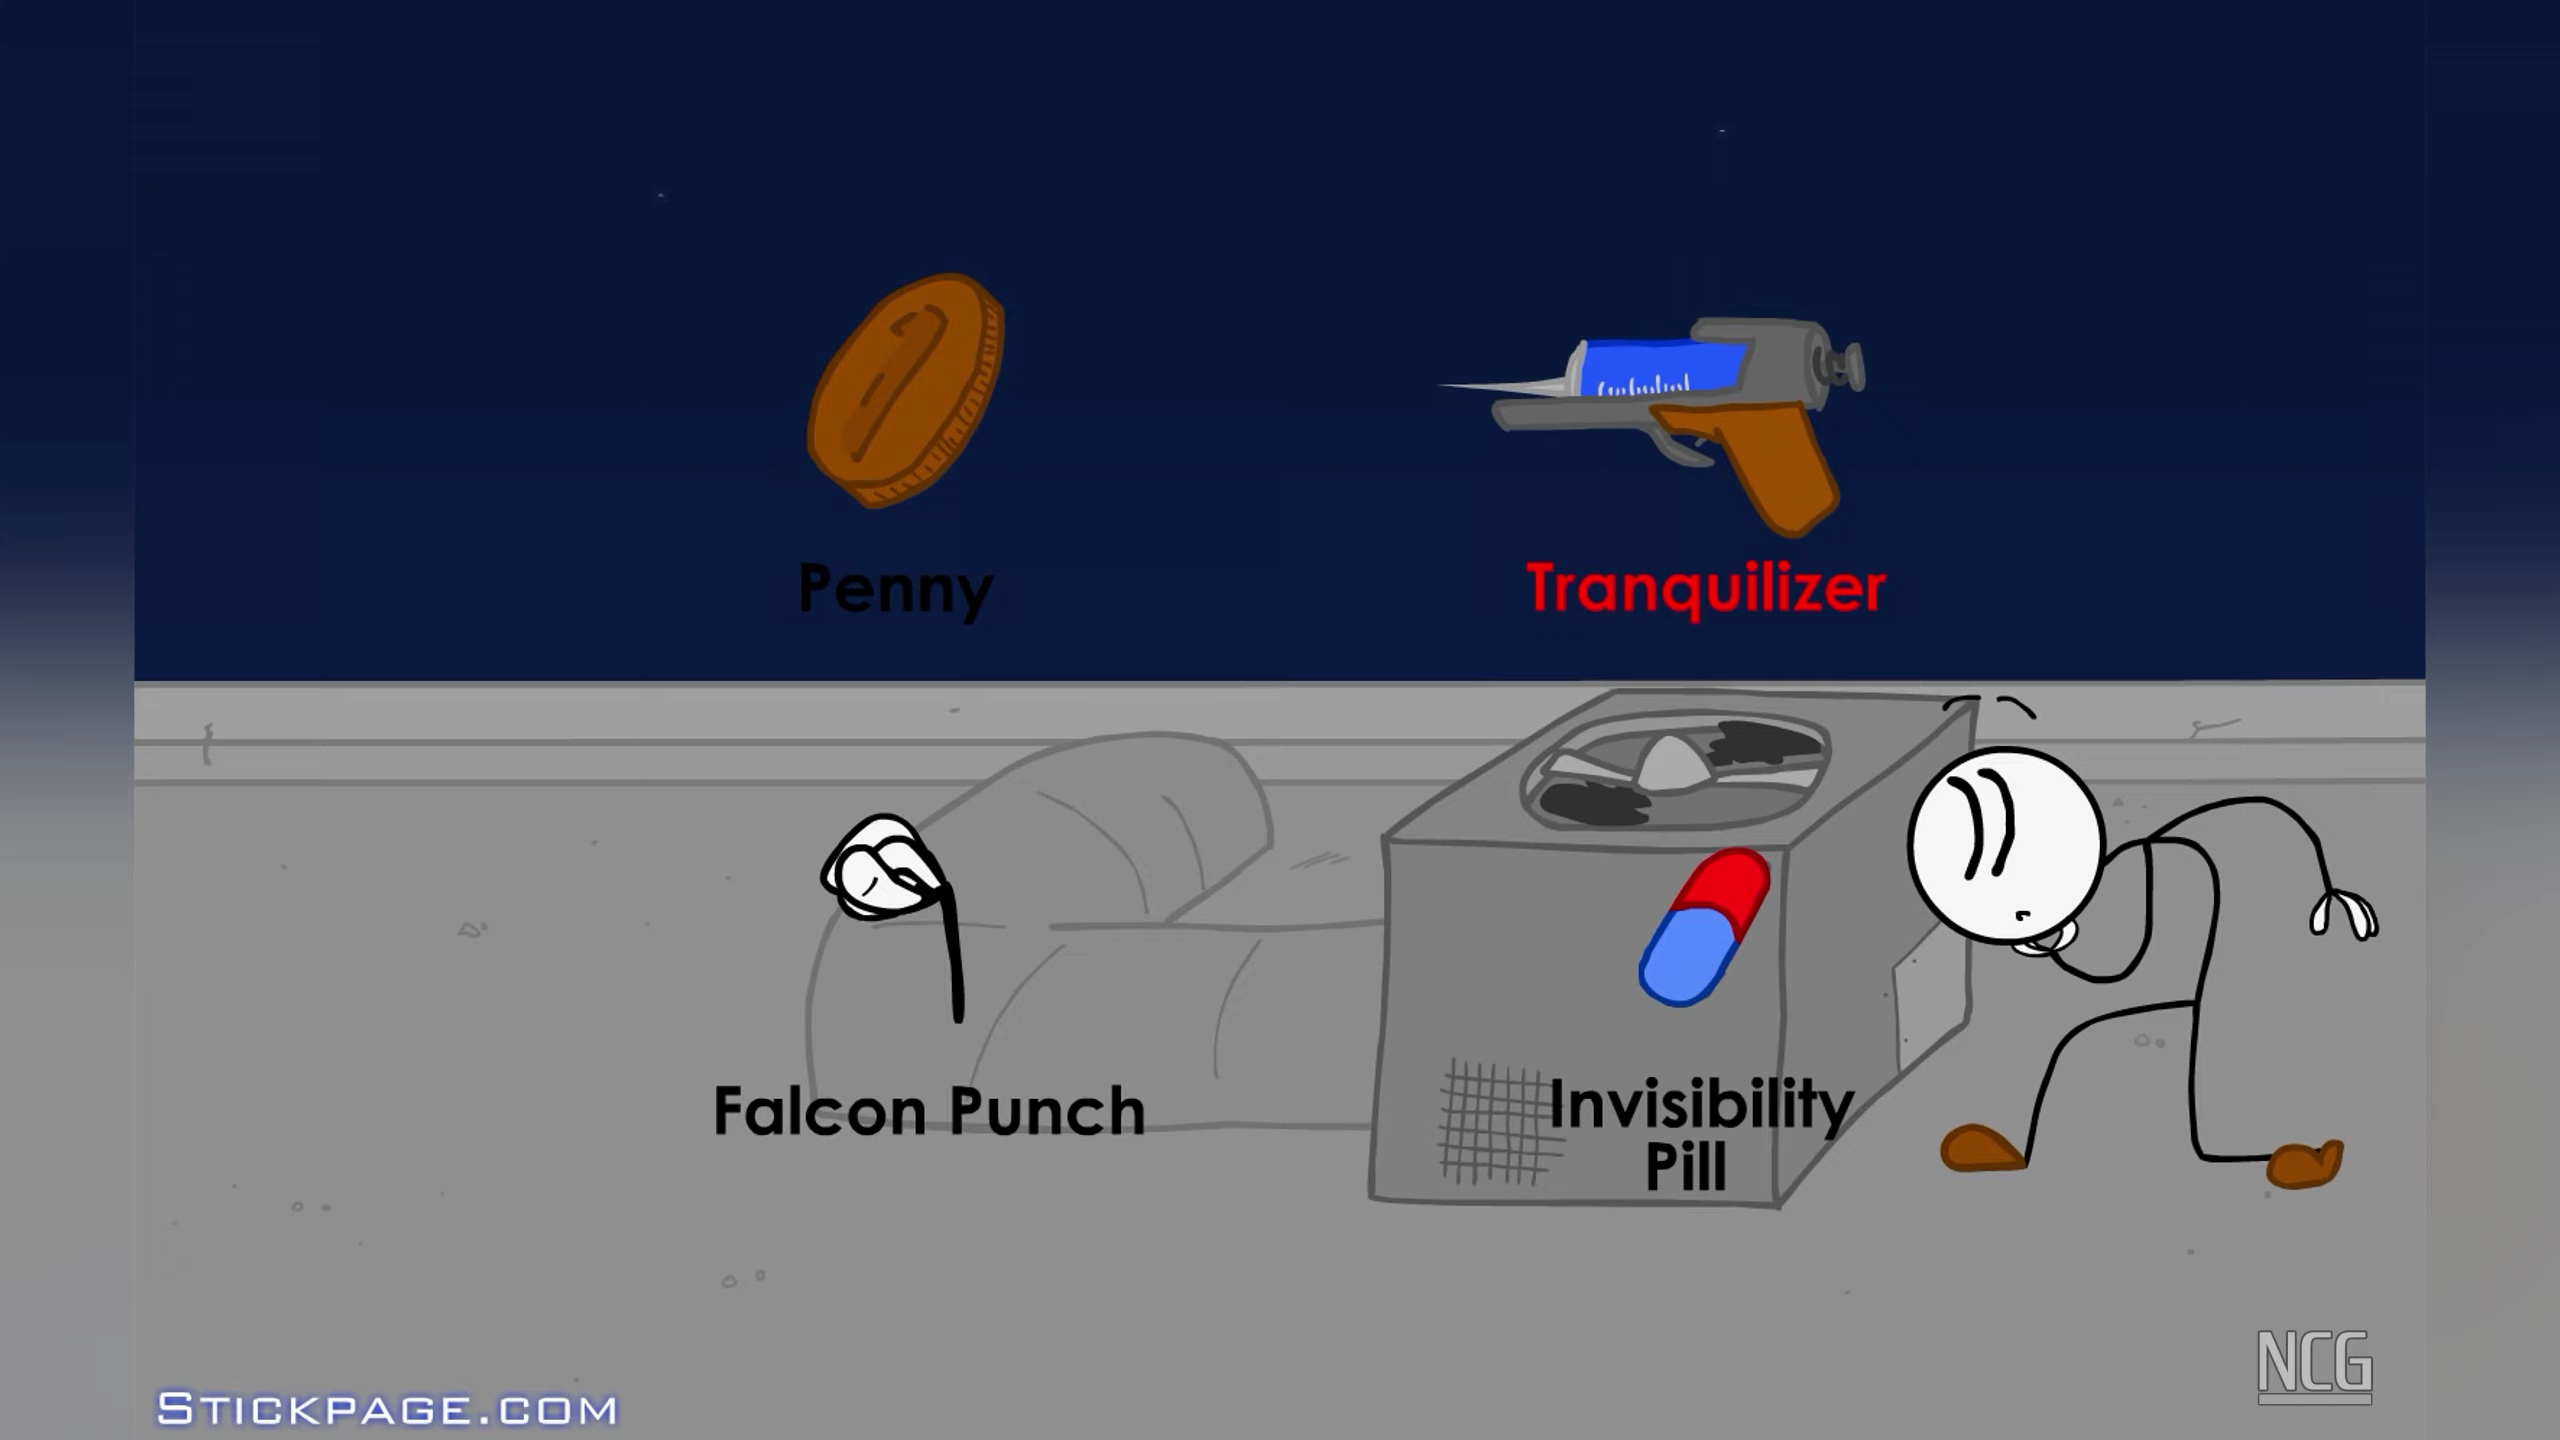 Penny
Tranquilizer
Falcon Punch
Invisibility
Pill
STICKPAGE.COM
NCG